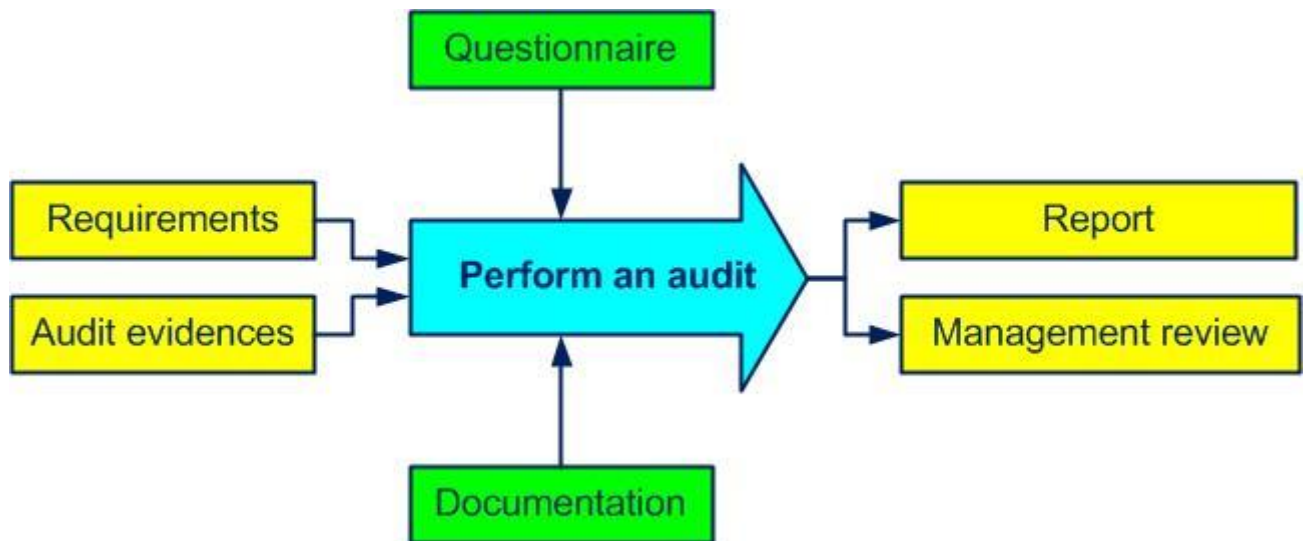 Questionnaire
Requirements
Audit evidences
Perform an audit
Report
Management review
Documentation